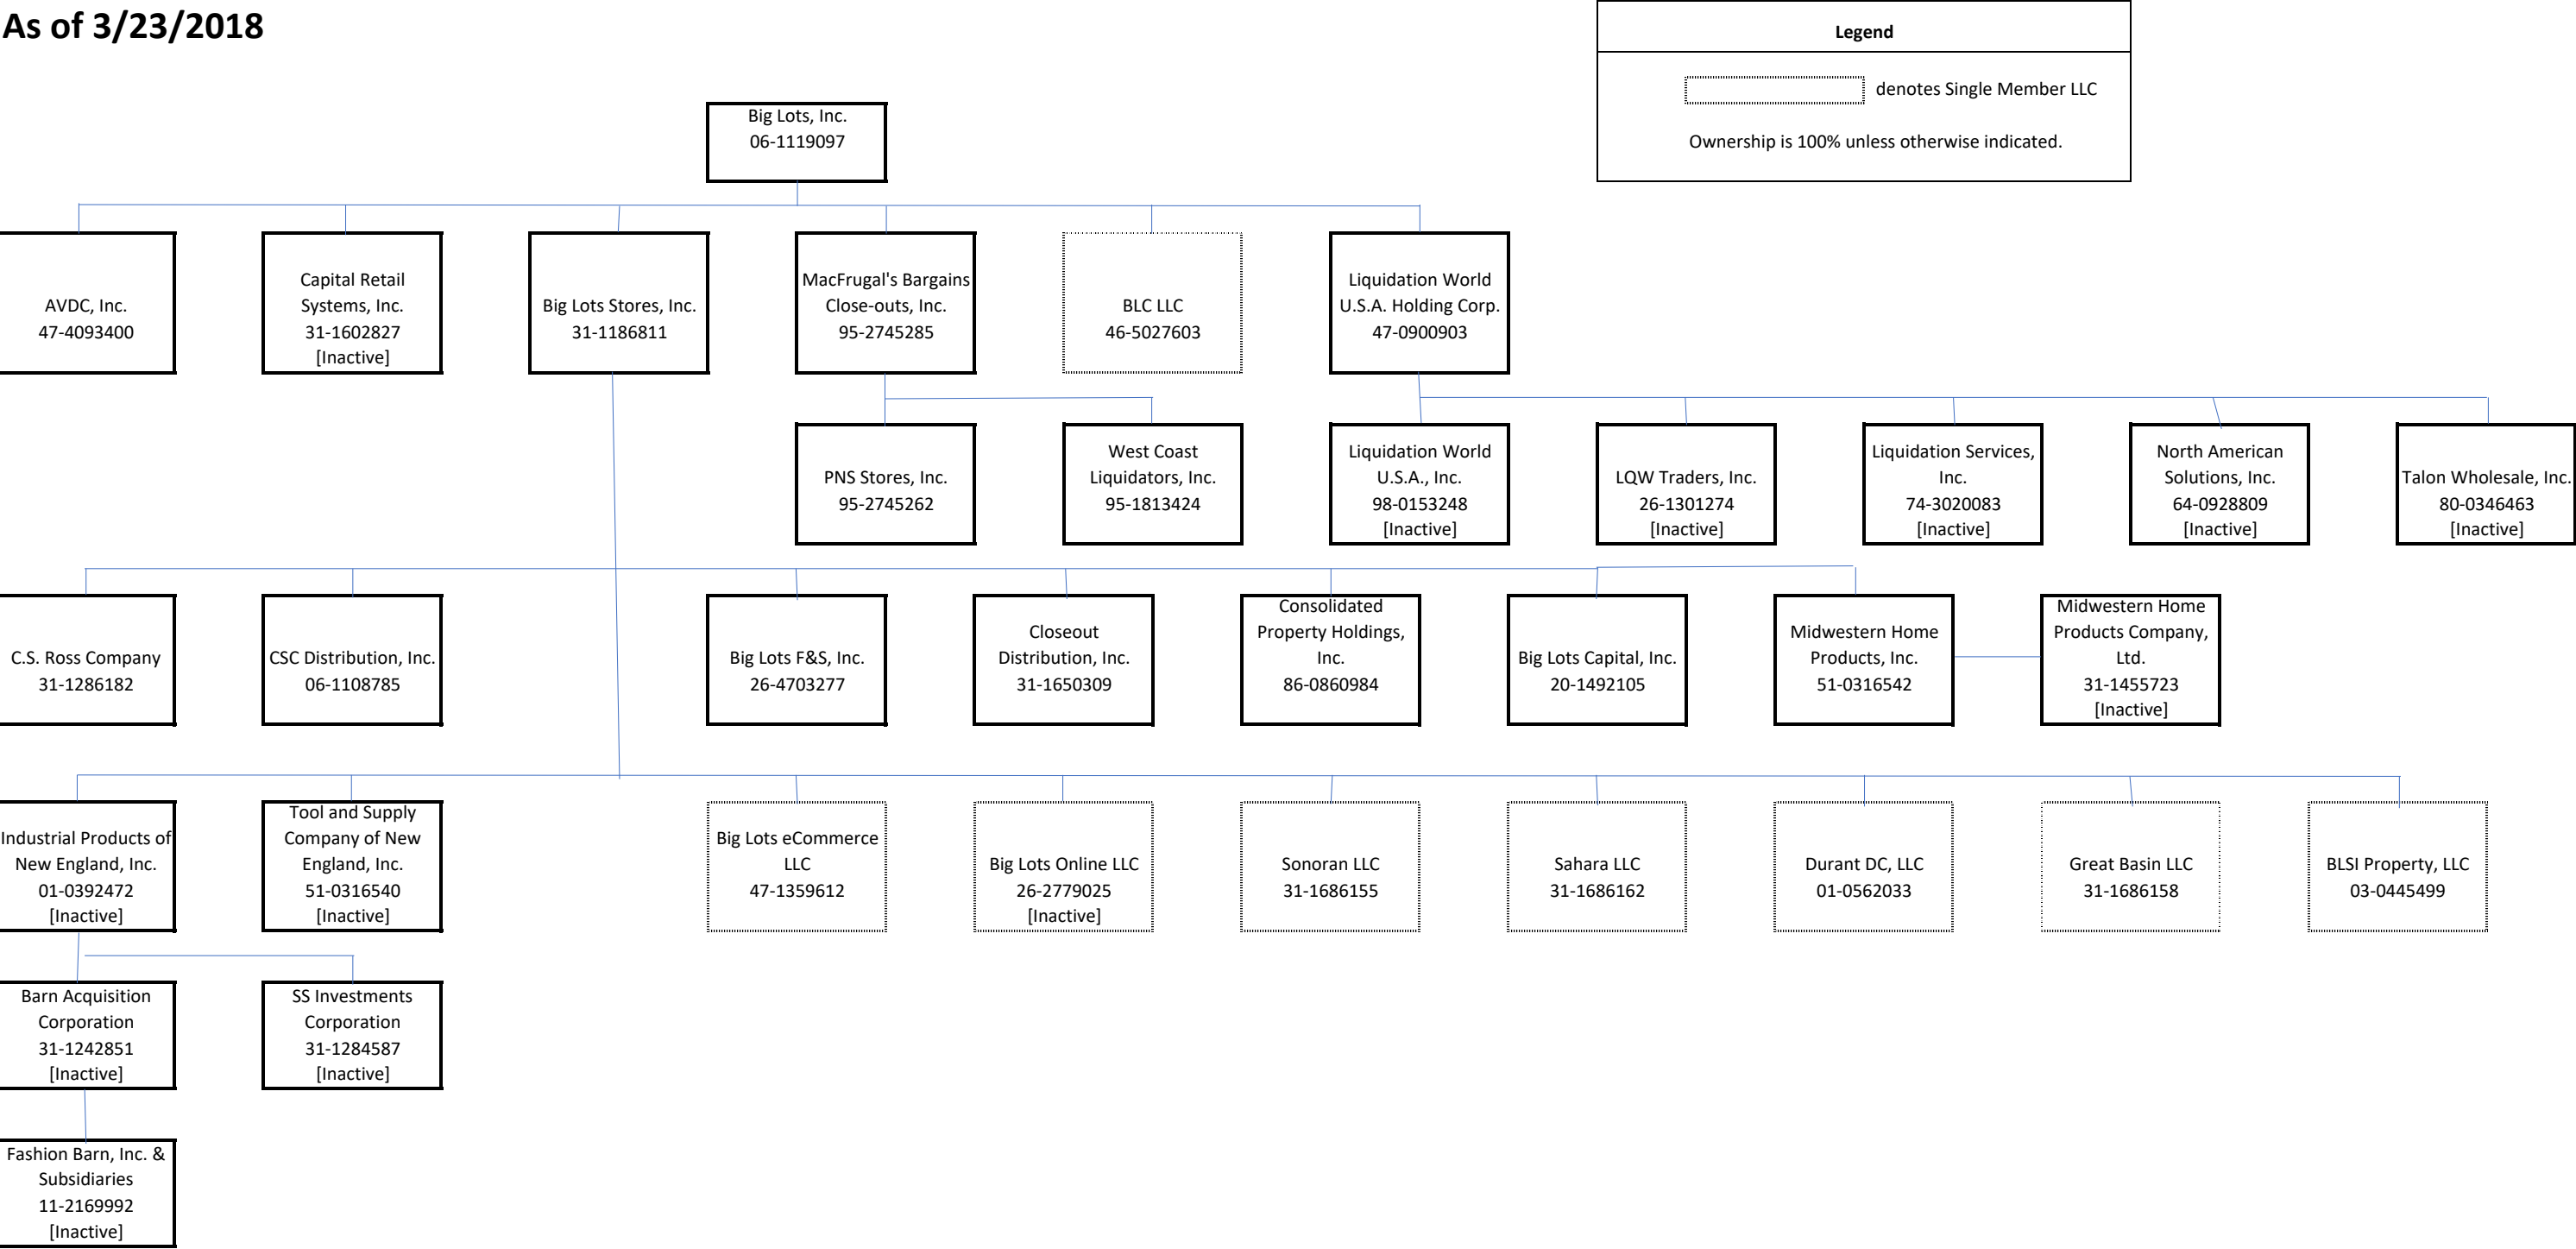 As of 3/23/2018
Legend
denotes Single Member LLC
Ownership is 100% unless otherwise indicated.
Big Lots, Inc.
06-1119097
AVDC, Inc.
47-4093400
Capital Retail
Systems, Inc.
31-1602827
[Inactive]
Big Lots Stores, Inc.
31-1186811
MacFrugal's Bargains
Close-outs, Inc.
95-2745285
BLC LLC
46-5027603
Liquidation World
U.S.A. Holding Corp.
47-0900903
PNS Stores, Inc.
95-2745262
West Coast
Liquidators, Inc.
95-1813424
Liquidation World
U.S.A., Inc.
98-0153248
[Inactive]
LQW Traders, Inc.
26-1301274
[Inactive]
Liquidation Services,
Inc.
74-3020083
[Inactive]
North American
Solutions, Inc.
64-0928809
[Inactive]
Talon Wholesale, Inc.
80-0346463
[Inactive]
C.S. Ross Company
31-1286182
CSC Distribution, Inc.
06-1108785
Big Lots F&S, Inc.
26-4703277
Closeout
Distribution, Inc.
31-1650309
Consolidated
Property Holdings,
Inc.
86-0860984
Big Lots Capital, Inc.
20-1492105
Midwestern Home
Products, Inc.
51-0316542
Midwestern Home
Products Company,
Ltd.
31-1455723
[Inactive]
Industrial Products of
New England, Inc.
01-0392472
[Inactive]
Tool and Supply
Company of New
England, Inc.
51-0316540
[Inactive]
Big Lots eCommerce
LLC
47-1359612
Big Lots Online LLC
26-2779025
[Inactive]
Sonoran LLC
31-1686155
Sahara LLC
31-1686162
Durant DC, LLC
01-0562033
Great Basin LLC
31-1686158
BLSI Property, LLC
03-0445499
Barn Acquisition
Corporation
31-1242851
[Inactive]
SS Investments
Corporation
31-1284587
[Inactive]
Fashion Barn, Inc. &
Subsidiaries
11-2169992
[Inactive]